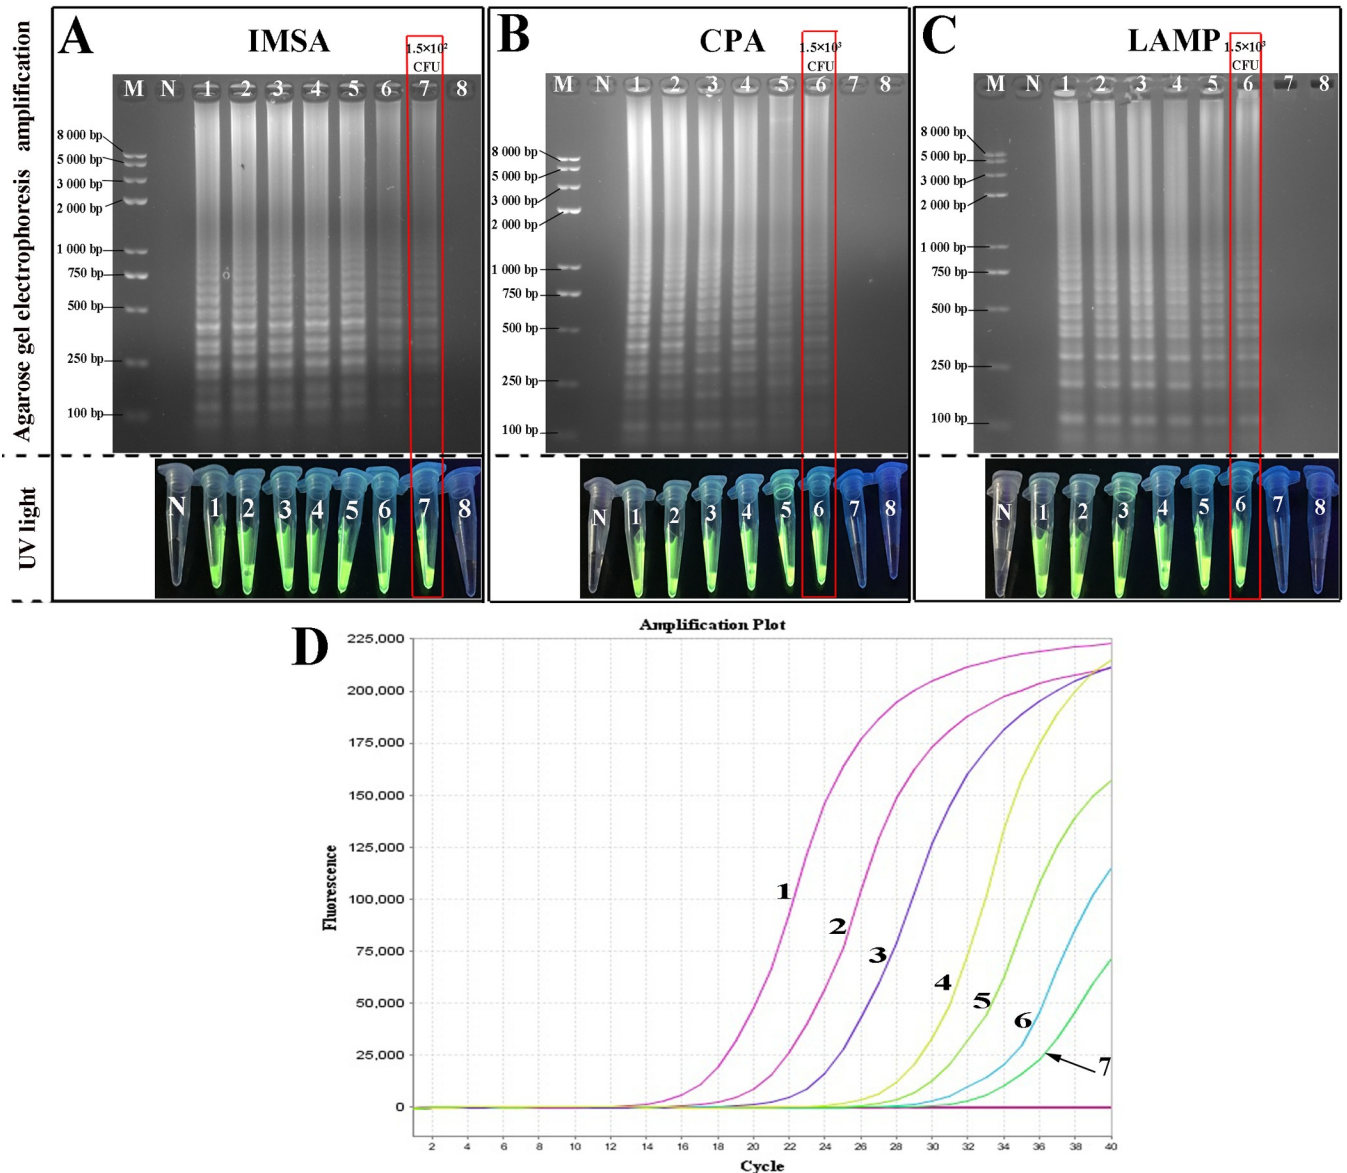 A
IMSA
1.5×10²
CFU
M N 1 2 3 4 5 6 7 8
8 000 bp
5 000 bp
3 000 bp
2 000 bp
1 000 bp
750 bp
500 bp
250 bp
100 bp
N 1 2 3 4 5 6 7 8
B
CPA
1.5×10³
CFU
M N 1 2 3 4 5 6 7 8
8 000 bp
5 000 bp
3 000 bp
2 000 bp
1 000 bp
750 bp
500 bp
250 bp
100 bp
N 1 2 3 4 5 6 7 8
C
LAMP
1.5×10³
CFU
M N 1 2 3 4 5 6 7 8
8 000 bp
5 000 bp
3 000 bp
2 000 bp
1 000 bp
750 bp
500 bp
250 bp
100 bp
N 1 2 3 4 5 6 7 8
Agarose gel electrophoresis amplification
UV light
D
Amplification Plot
225,000
200,000
175,000
150,000
125,000
100,000
75,000
50,000
25,000
0
Fluorescence
1
2
3
4
5
6
7
2 4 6 8 10 12 14 16 18 20 22 24 26 28 30 32 34 36 38 40
Cycle